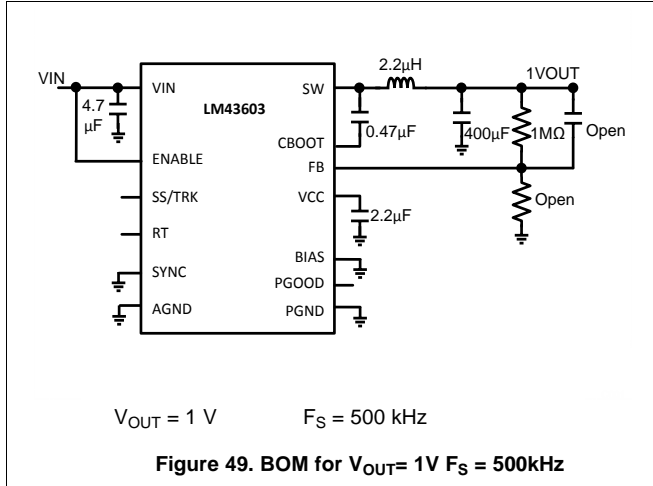 2.2µH
VIN
1VOUT
VIN
SW
4.7
µF
LM43603
0.47µF
400µF
1MΩ
Open
CBOOT
ENABLE
FB
SS/TRK
VCC
Open
2.2µF
RT
BIAS
SYNC
PGOOD
AGND
PGND
VOUT = 1 V FS = 500 kHz
Figure 49. BOM for VOUT= 1V FS = 500kHz